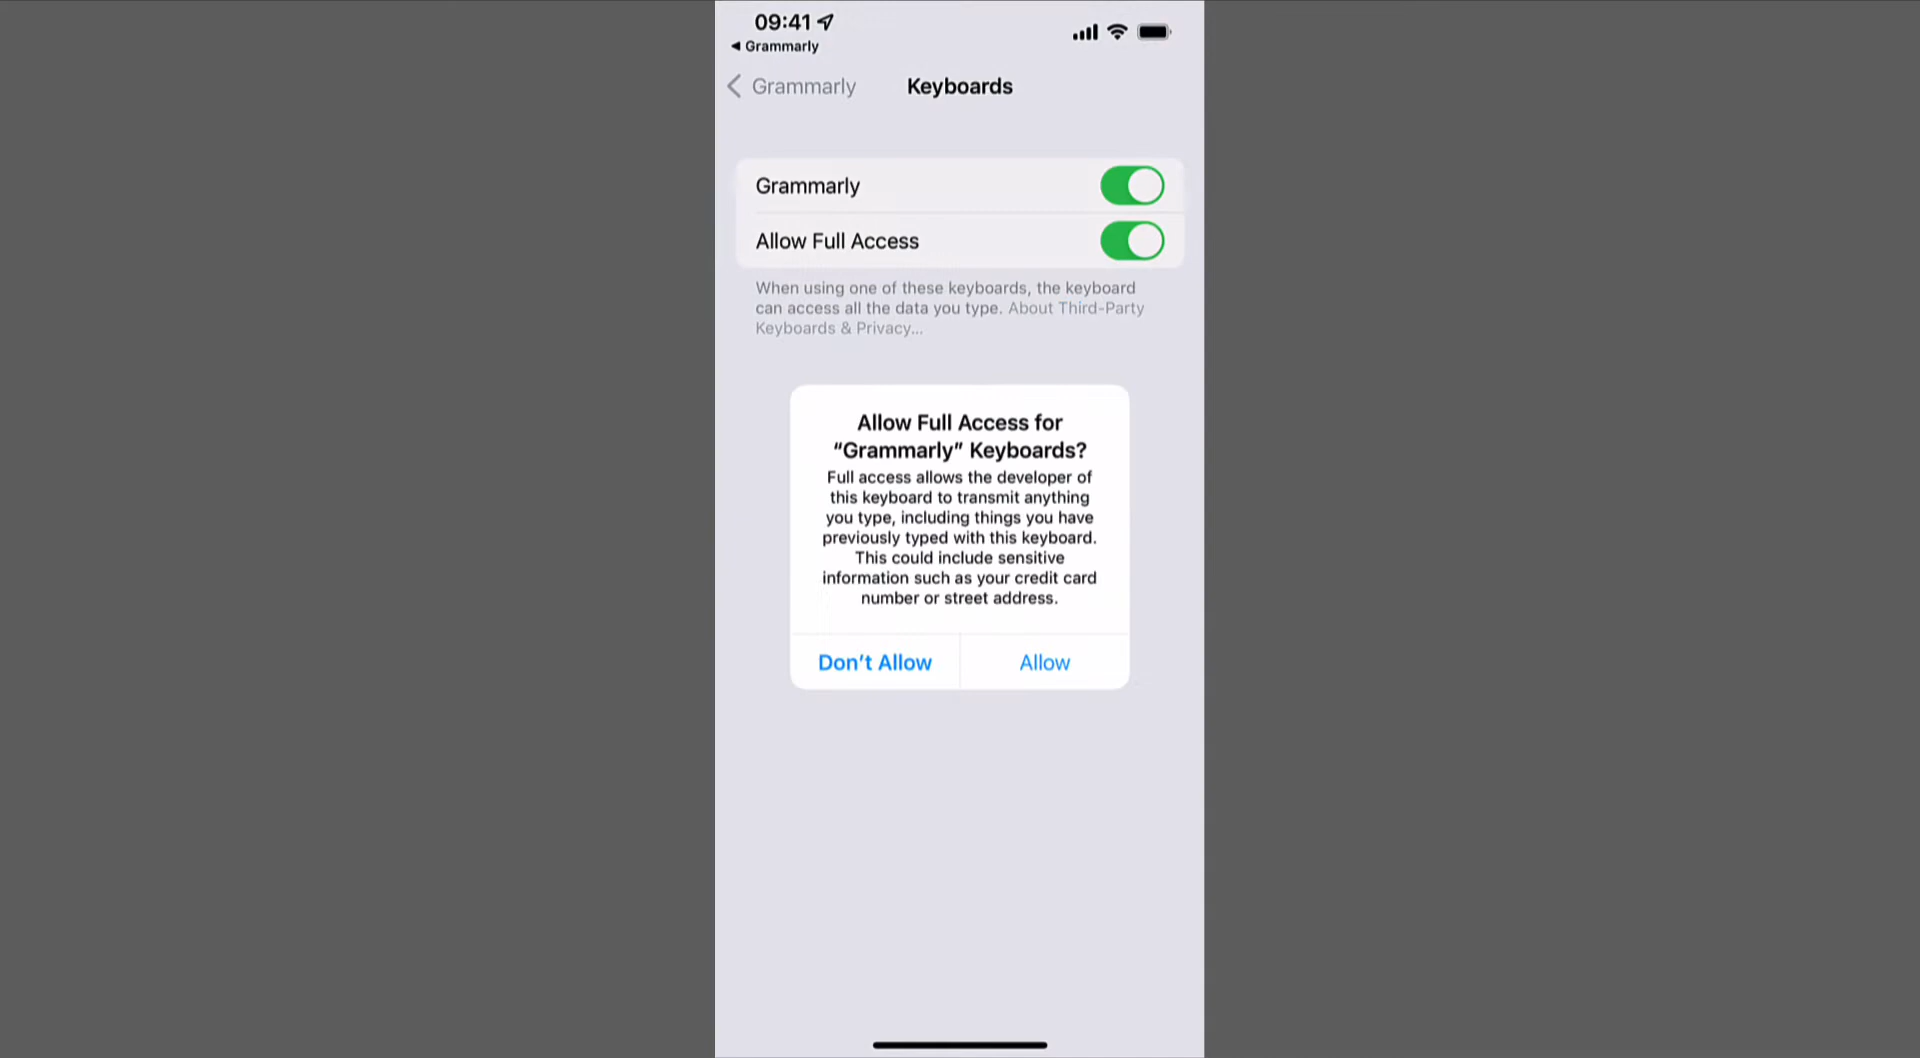 09:41
◀ Grammarly
Grammarly
Keyboards
Grammarly
Allow Full Access
When using one of these keyboards, the keyboard
can access all the data you type. About Third-Party
Keyboards & Privacy...
Allow Full Access for
“Grammarly” Keyboards?
Full access allows the developer of
this keyboard to transmit anything
you type, including things you have
previously typed with this keyboard.
This could include sensitive
information such as your credit card
number or street address.
Don’t Allow
Allow